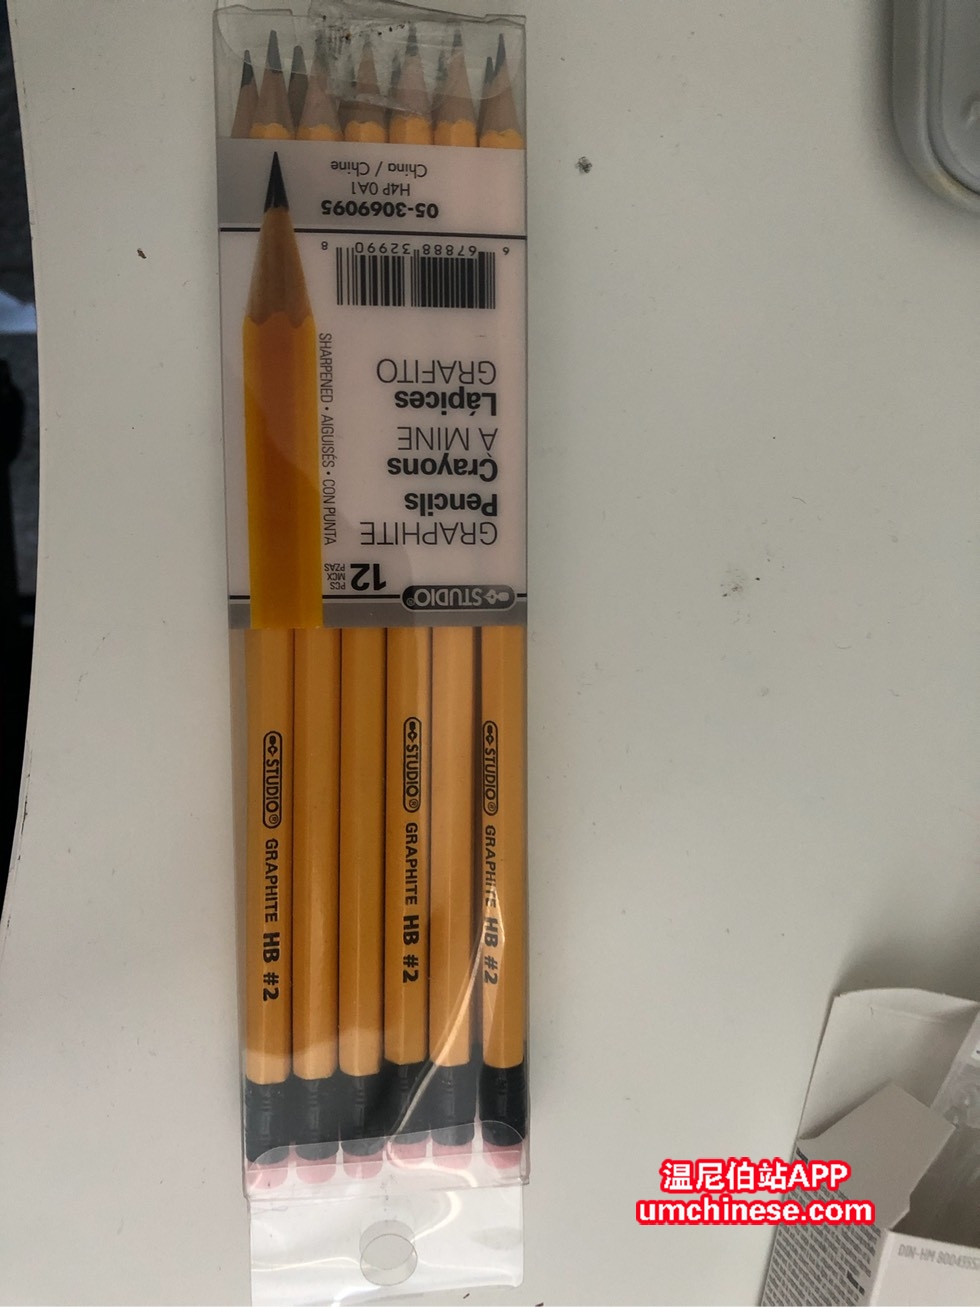 STUDIO®
12 PCS
MCX
PZAS
GRAPHITE
Pencils
Crayons
À MINE
Lápices
GRAFITO
SHARPENED • AIGUISÉS • CON PUNTA
6 67888 32990 8
05-3069095
H4P 0A1
China / Chine
STUDIO® GRAPHITE HB #2
STUDIO® GRAPHITE HB #2
STUDIO® GRAPHITE HB #2
温尼伯站APP
umchinese.com